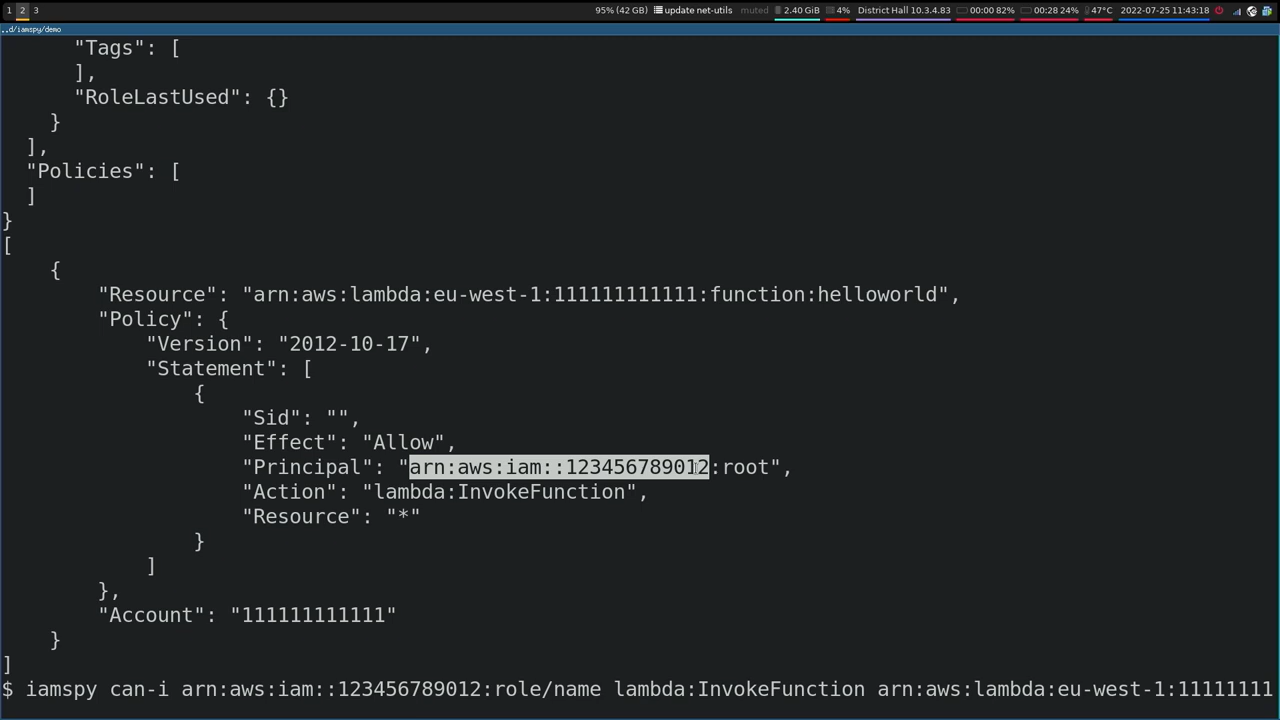 1 2 3 95% (42 GB) update net-utils muted 2.40 GiB 4% District Hall 10.3.4.83 00:00 82% 00:28 24% 47°C 2022-07-25 11:43:18
..d/iamspy/demo
"Tags": [
],
"RoleLastUsed": {}
}
],
"Policies": [
]
}
[
{
"Resource": "arn:aws:lambda:eu-west-1:111111111111:function:helloworld",
"Policy": {
"Version": "2012-10-17",
"Statement": [
{
"Sid": "",
"Effect": "Allow",
"Principal": "arn:aws:iam::123456789012:root",
"Action": "lambda:InvokeFunction",
"Resource": "*"
}
]
},
"Account": "111111111111"
}
]
$ iamspy can-i arn:aws:iam::123456789012:role/name lambda:InvokeFunction arn:aws:lambda:eu-west-1:11111111